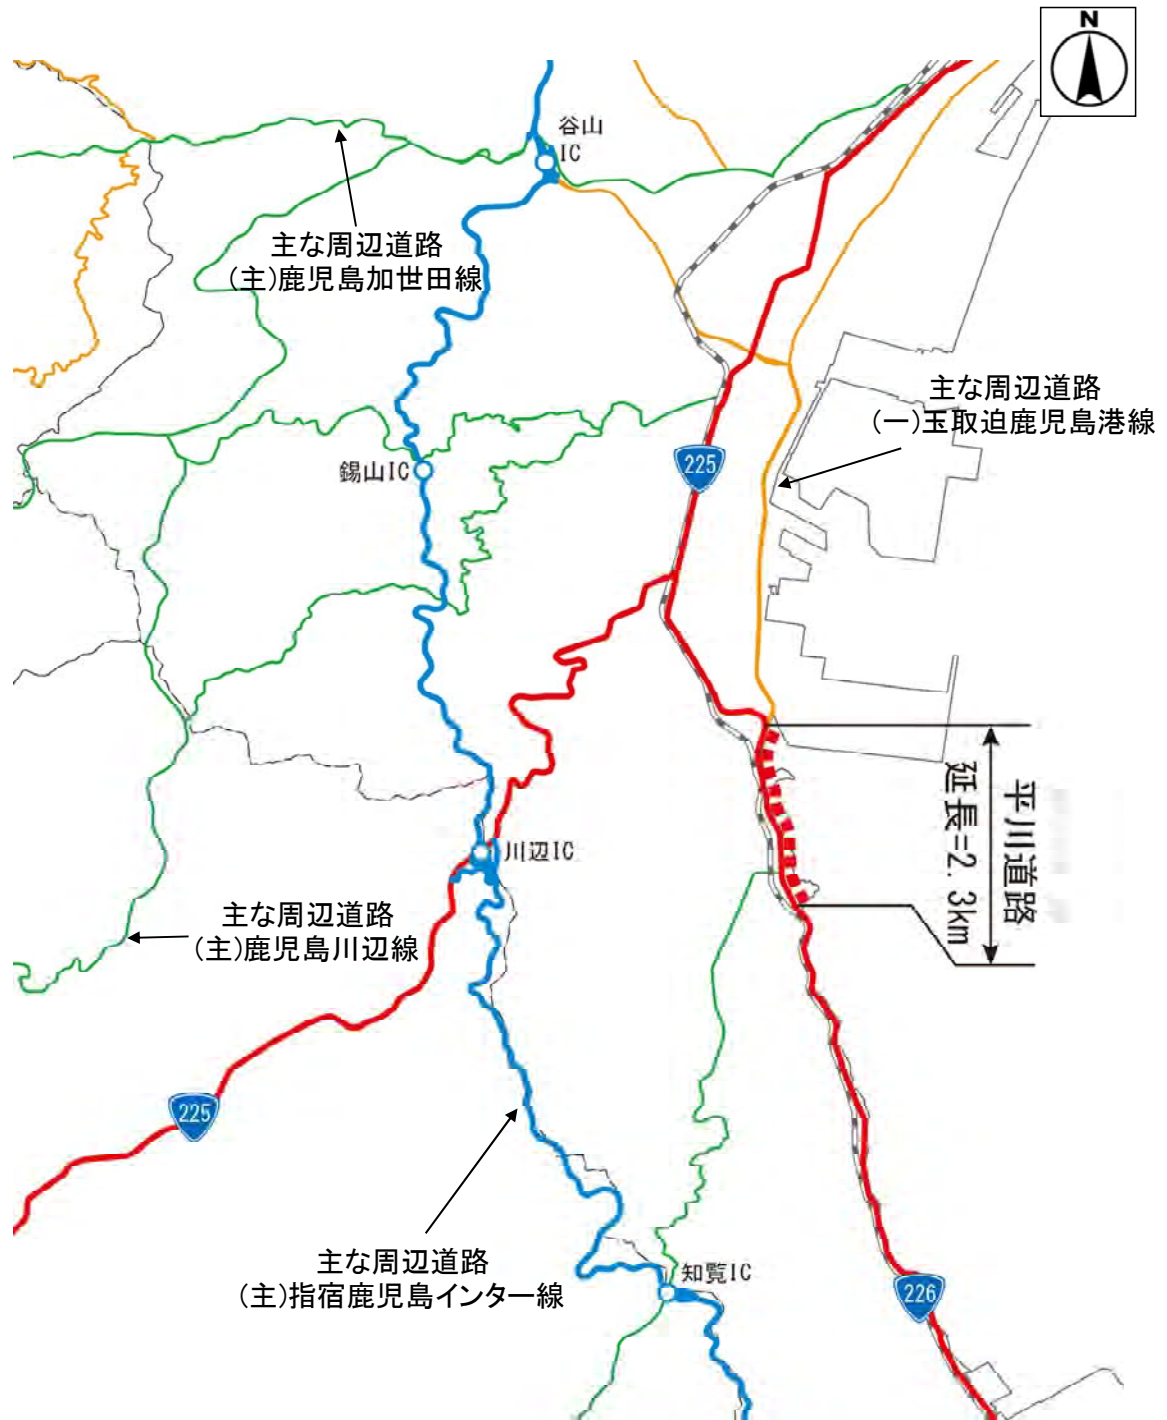 N
谷山
IC
主な周辺道路
(主)鹿児島加世田線
主な周辺道路
(一)玉取迫鹿児島港線
225
錫山IC
平川道路
延長=2.3km
川辺IC
主な周辺道路
(主)鹿児島川辺線
225
主な周辺道路
(主)指宿鹿児島インター線
知覧IC
226